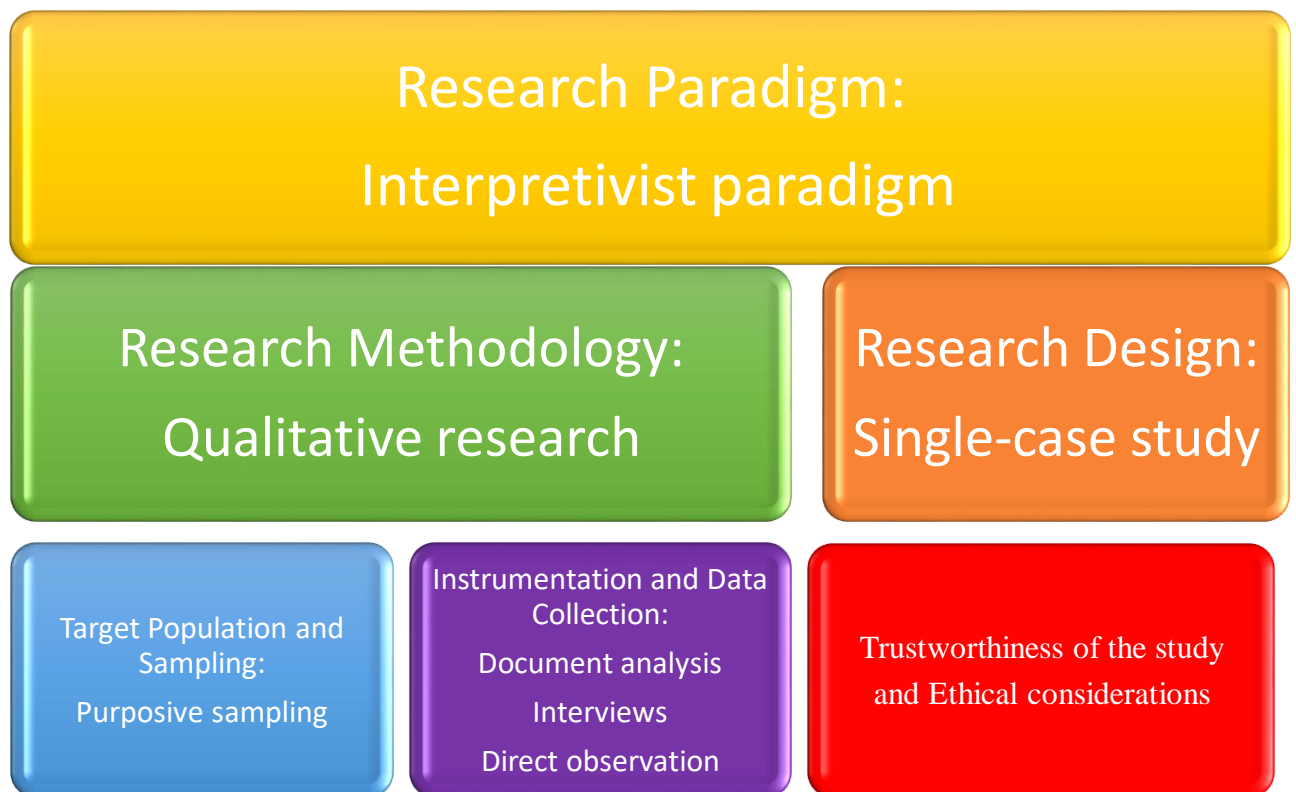 Research Paradigm:
Interpretivist paradigm
Research Methodology:
Qualitative research
Research Design:
Single-case study
Target Population and
Sampling:
Purposive sampling
Instrumentation and Data
Collection:
Document analysis
Interviews
Direct observation
Trustworthiness of the study
and Ethical considerations